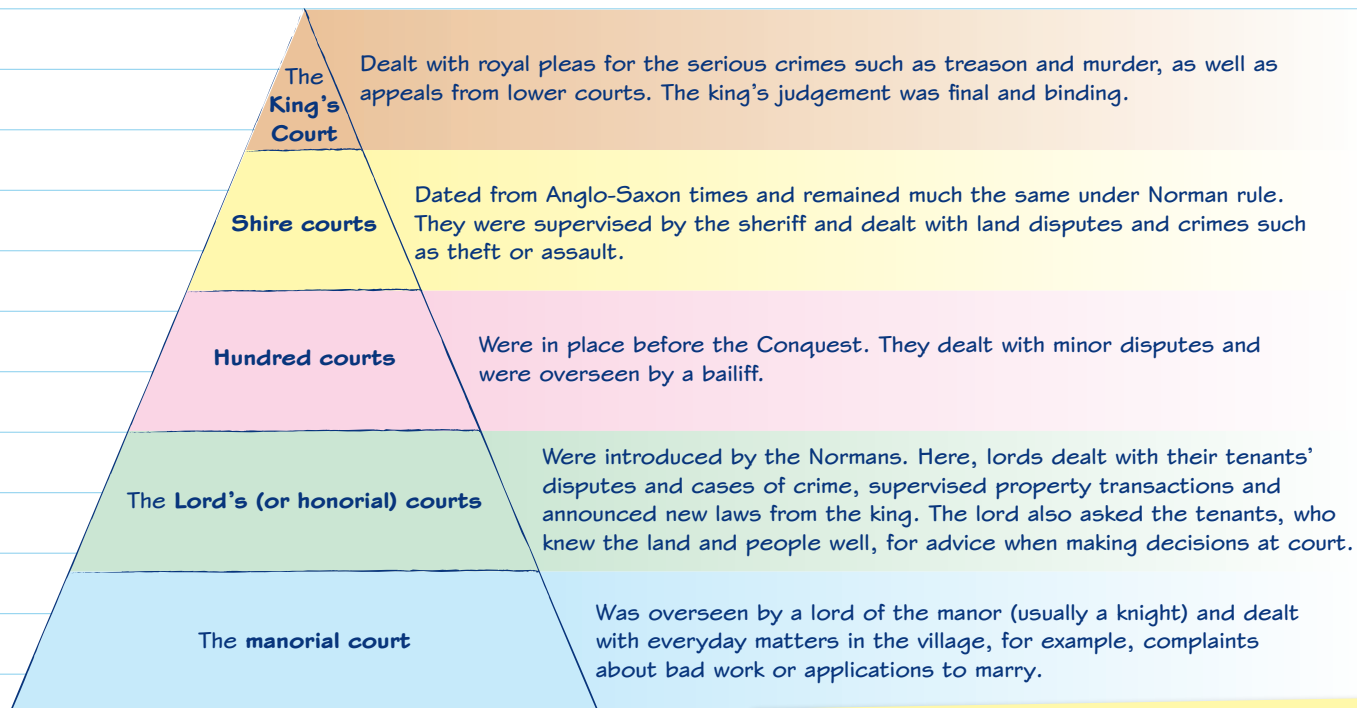 The
King's
Court
Dealt with royal pleas for the serious crimes such as treason and murder, as well as
appeals from lower courts. The king's judgement was final and binding.
Shire courts
Dated from Anglo-Saxon times and remained much the same under Norman rule.
They were supervised by the sheriff and dealt with land disputes and crimes such
as theft or assault.
Hundred courts
Were in place before the Conquest. They dealt with minor disputes and
were overseen by a bailiff.
The Lord's (or honorial) courts
Were introduced by the Normans. Here, lords dealt with their tenants'
disputes and cases of crime, supervised property transactions and
announced new laws from the king. The lord also asked the tenants, who
knew the land and people well, for advice when making decisions at court.
The manorial court
Was overseen by a lord of the manor (usually a knight) and dealt
with everyday matters in the village, for example, complaints
about bad work or applications to marry.